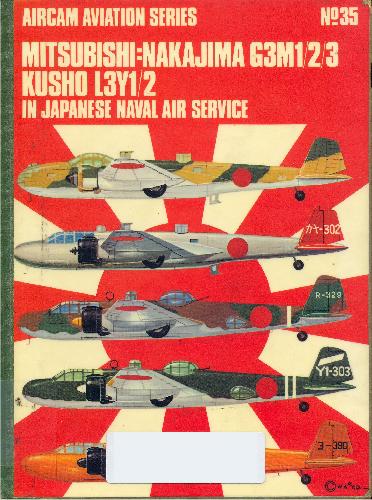 AIRCAM AVIATION SERIES
No35
MITSUBISHI:NAKAJIMA G3M1/2/3
KUSHO L3Y1/2
IN JAPANESE NAVAL AIR SERVICE
カヤ-302
R-329
Y1-303
ヨ-390